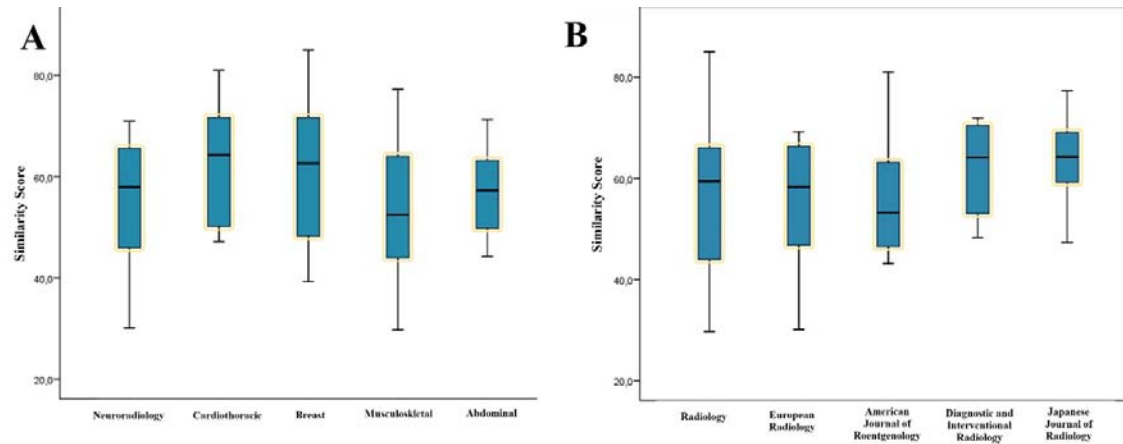 A
80,0
60,0
40,0
20,0
Similarity Score
Neuroradiology Cardiothoracic Breast Musculoskletal Abdominal
B
80,0
60,0
40,0
20,0
Similarity Score
Radiology
European
Radiology
American
Journal of
Roentgenology
Diagnostic and
Interventional
Radiology
Japanese
Journal of
Radiology